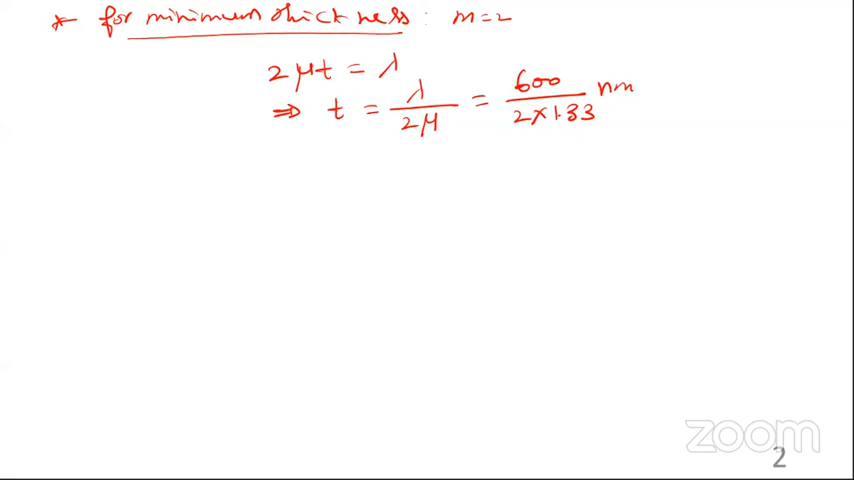 * for minimum thickness : m=2
2μt = λ
⇒ t = λ/2μ = 600/2×1.33 nm
zoom
2